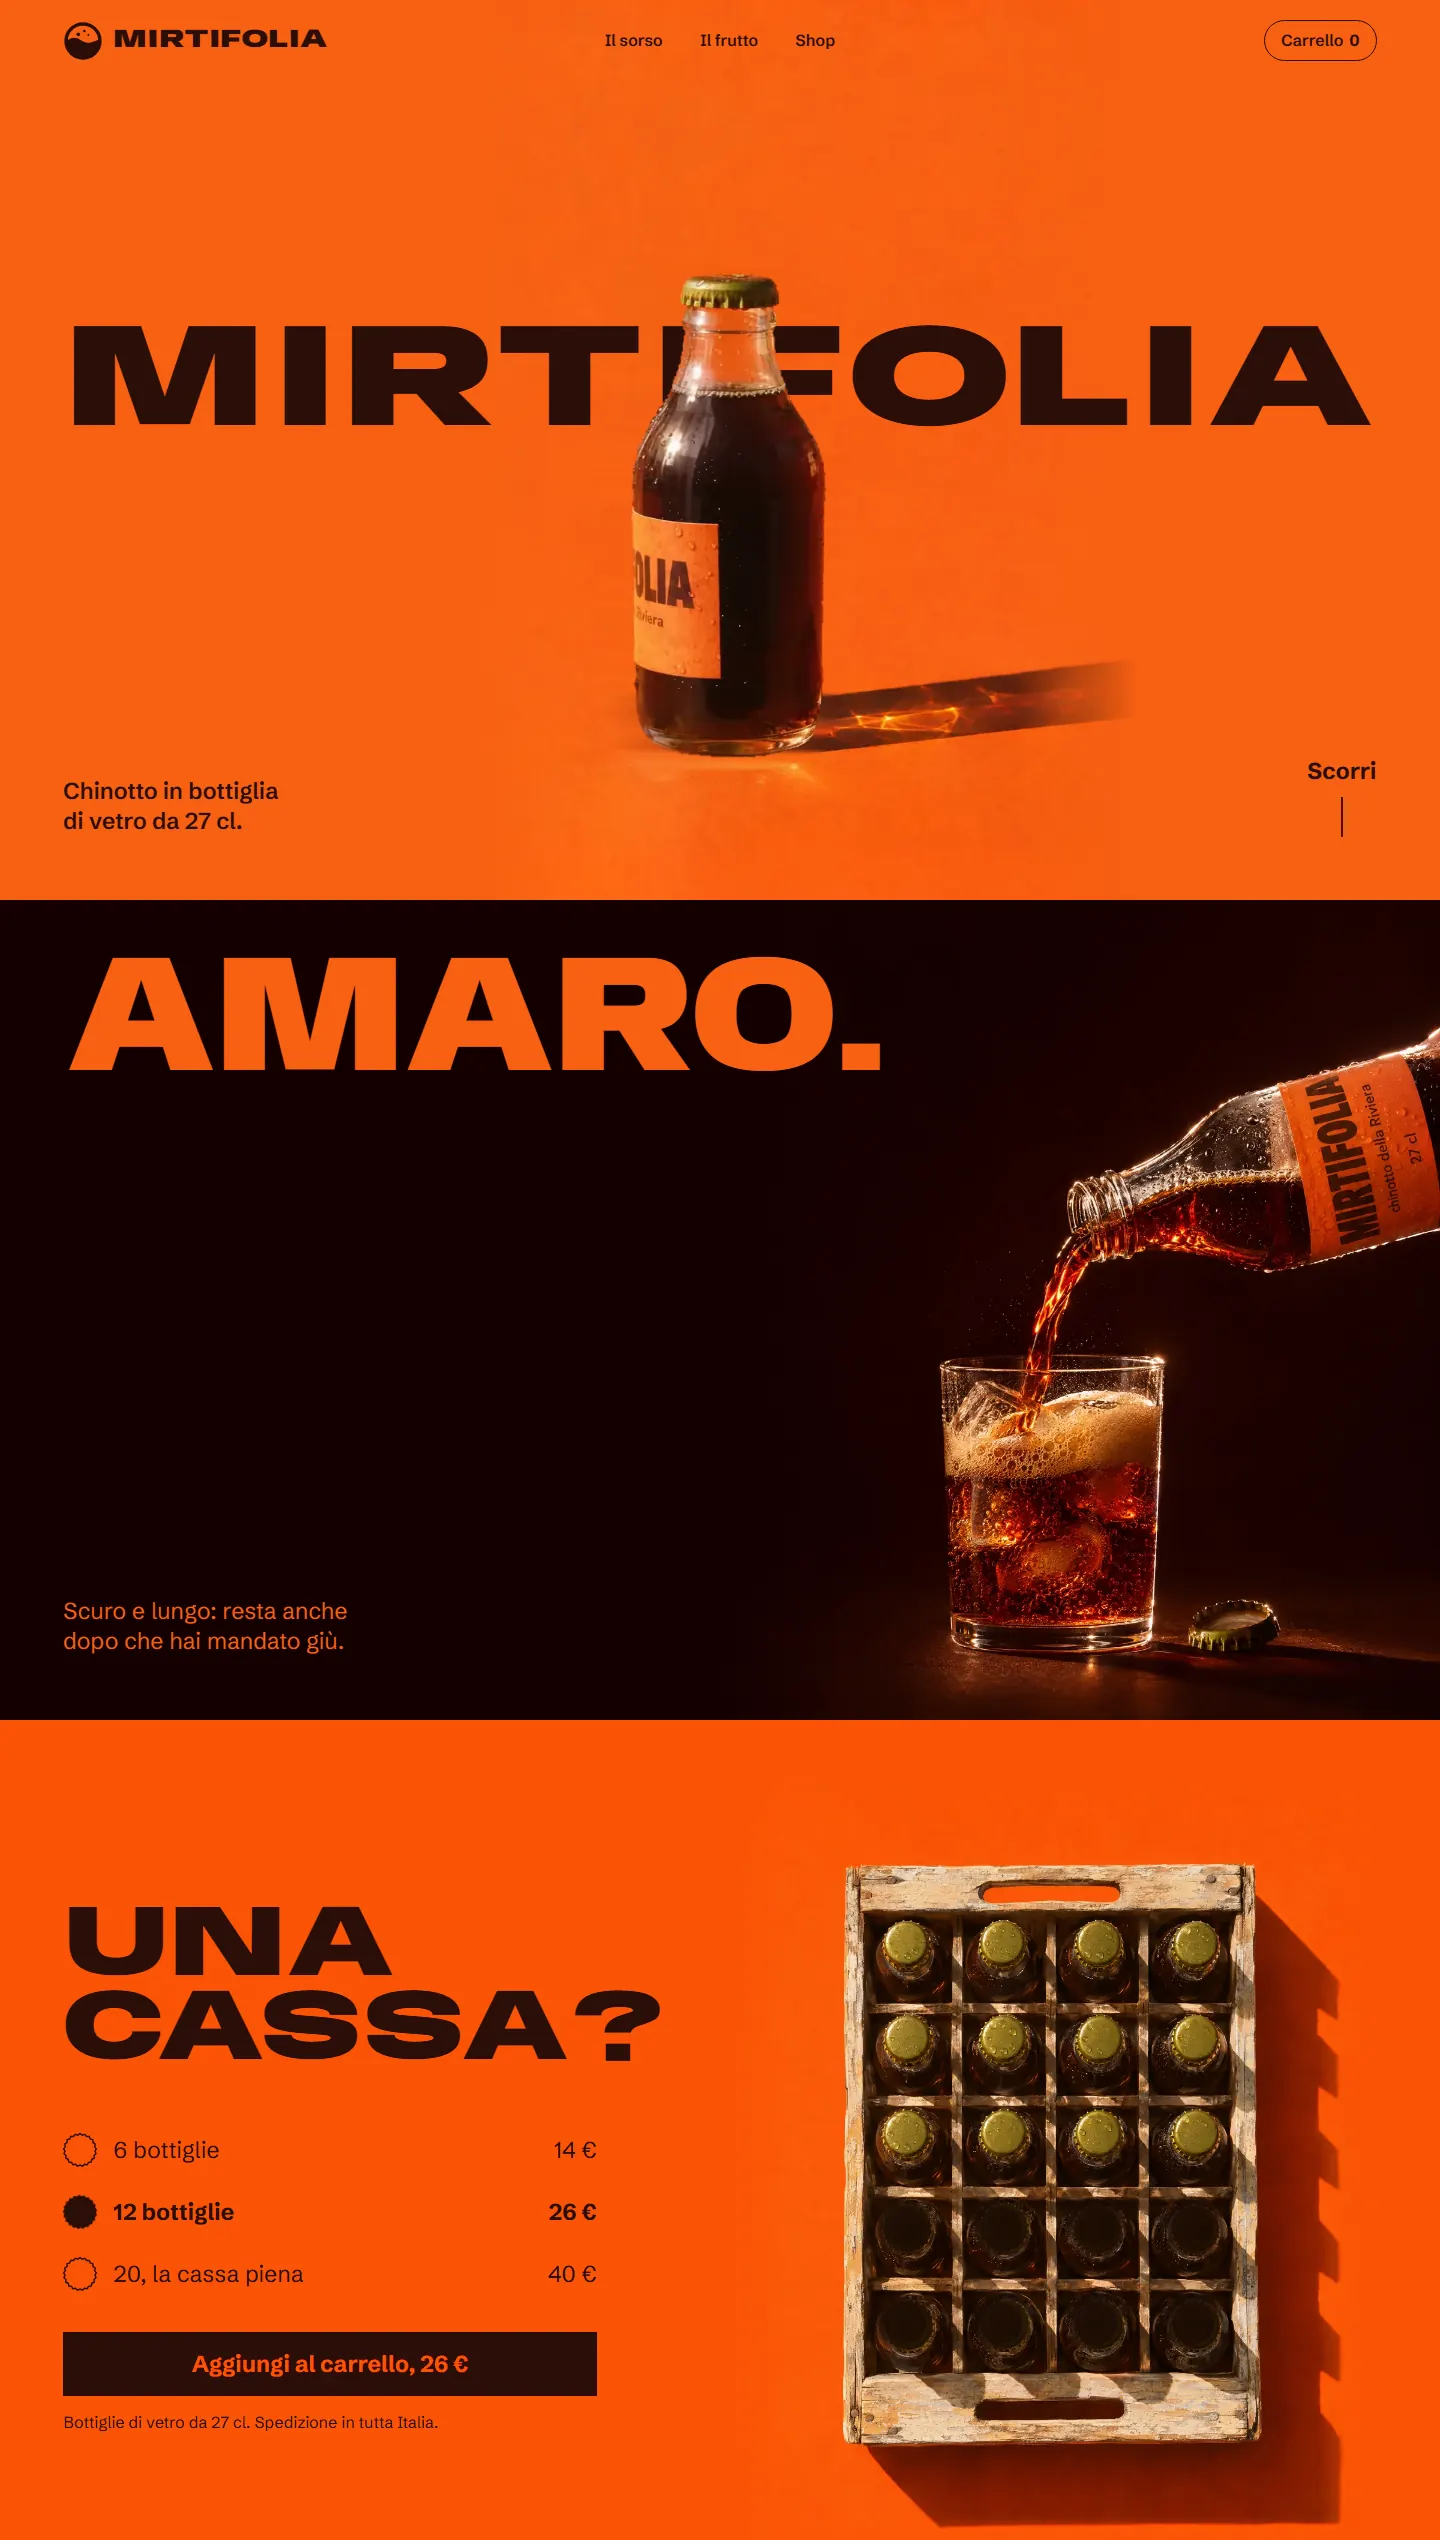 MIRTIFOLIA
Il sorso
Il frutto
Shop
Carrello 0
MIRTIFOLIA
OLIA
Riviera
Chinotto in bottiglia
di vetro da 27 cl.
Scorri
AMARO.
MIRTIFOLIA
chinotto della Riviera
27 cl
Scuro e lungo: resta anche
dopo che hai mandato giù.
UNA
CASSA?
6 bottiglie 14 €
12 bottiglie 26 €
20, la cassa piena 40 €
Aggiungi al carrello, 26 €
Bottiglie di vetro da 27 cl. Spedizione in tutta Italia.